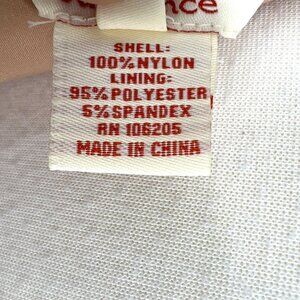 SHELL:
100% NYLON
LINING:
95% POLYESTER
5% SPANDEX
RN 106205
MADE IN CHINA